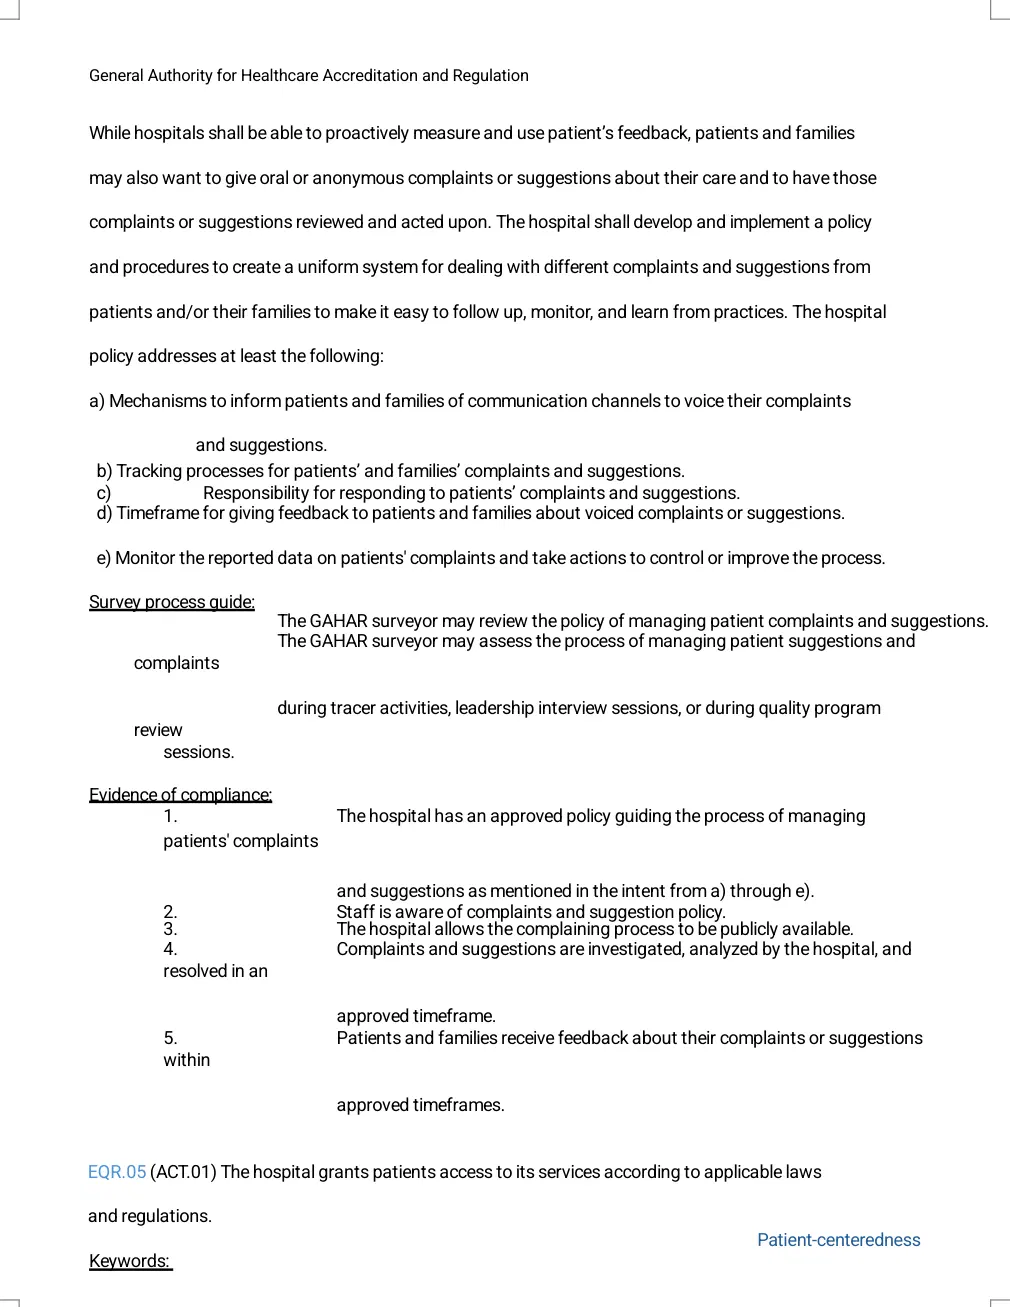 General Authority for Healthcare Accreditation and Regulation
While hospitals shall be able to proactively measure and use patient’s feedback, patients and families
may also want to give oral or anonymous complaints or suggestions about their care and to have those
complaints or suggestions reviewed and acted upon. The hospital shall develop and implement a policy
and procedures to create a uniform system for dealing with different complaints and suggestions from
patients and/or their families to make it easy to follow up, monitor, and learn from practices. The hospital
policy addresses at least the following:
a) Mechanisms to inform patients and families of communication channels to voice their complaints
and suggestions.
b) Tracking processes for patients’ and families’ complaints and suggestions.
c) Responsibility for responding to patients’ complaints and suggestions.
d) Timeframe for giving feedback to patients and families about voiced complaints or suggestions.
e) Monitor the reported data on patients' complaints and take actions to control or improve the process.
Survey process guide:
The GAHAR surveyor may review the policy of managing patient complaints and suggestions.
The GAHAR surveyor may assess the process of managing patient suggestions and
complaints
during tracer activities, leadership interview sessions, or during quality program
review
sessions.
Evidence of compliance:
1. The hospital has an approved policy guiding the process of managing
patients' complaints
and suggestions as mentioned in the intent from a) through e).
2. Staff is aware of complaints and suggestion policy.
3. The hospital allows the complaining process to be publicly available.
4. Complaints and suggestions are investigated, analyzed by the hospital, and
resolved in an
approved timeframe.
5. Patients and families receive feedback about their complaints or suggestions
within
approved timeframes.
EQR.05 (ACT.01) The hospital grants patients access to its services according to applicable laws
and regulations.
Patient-centeredness
Keywords: